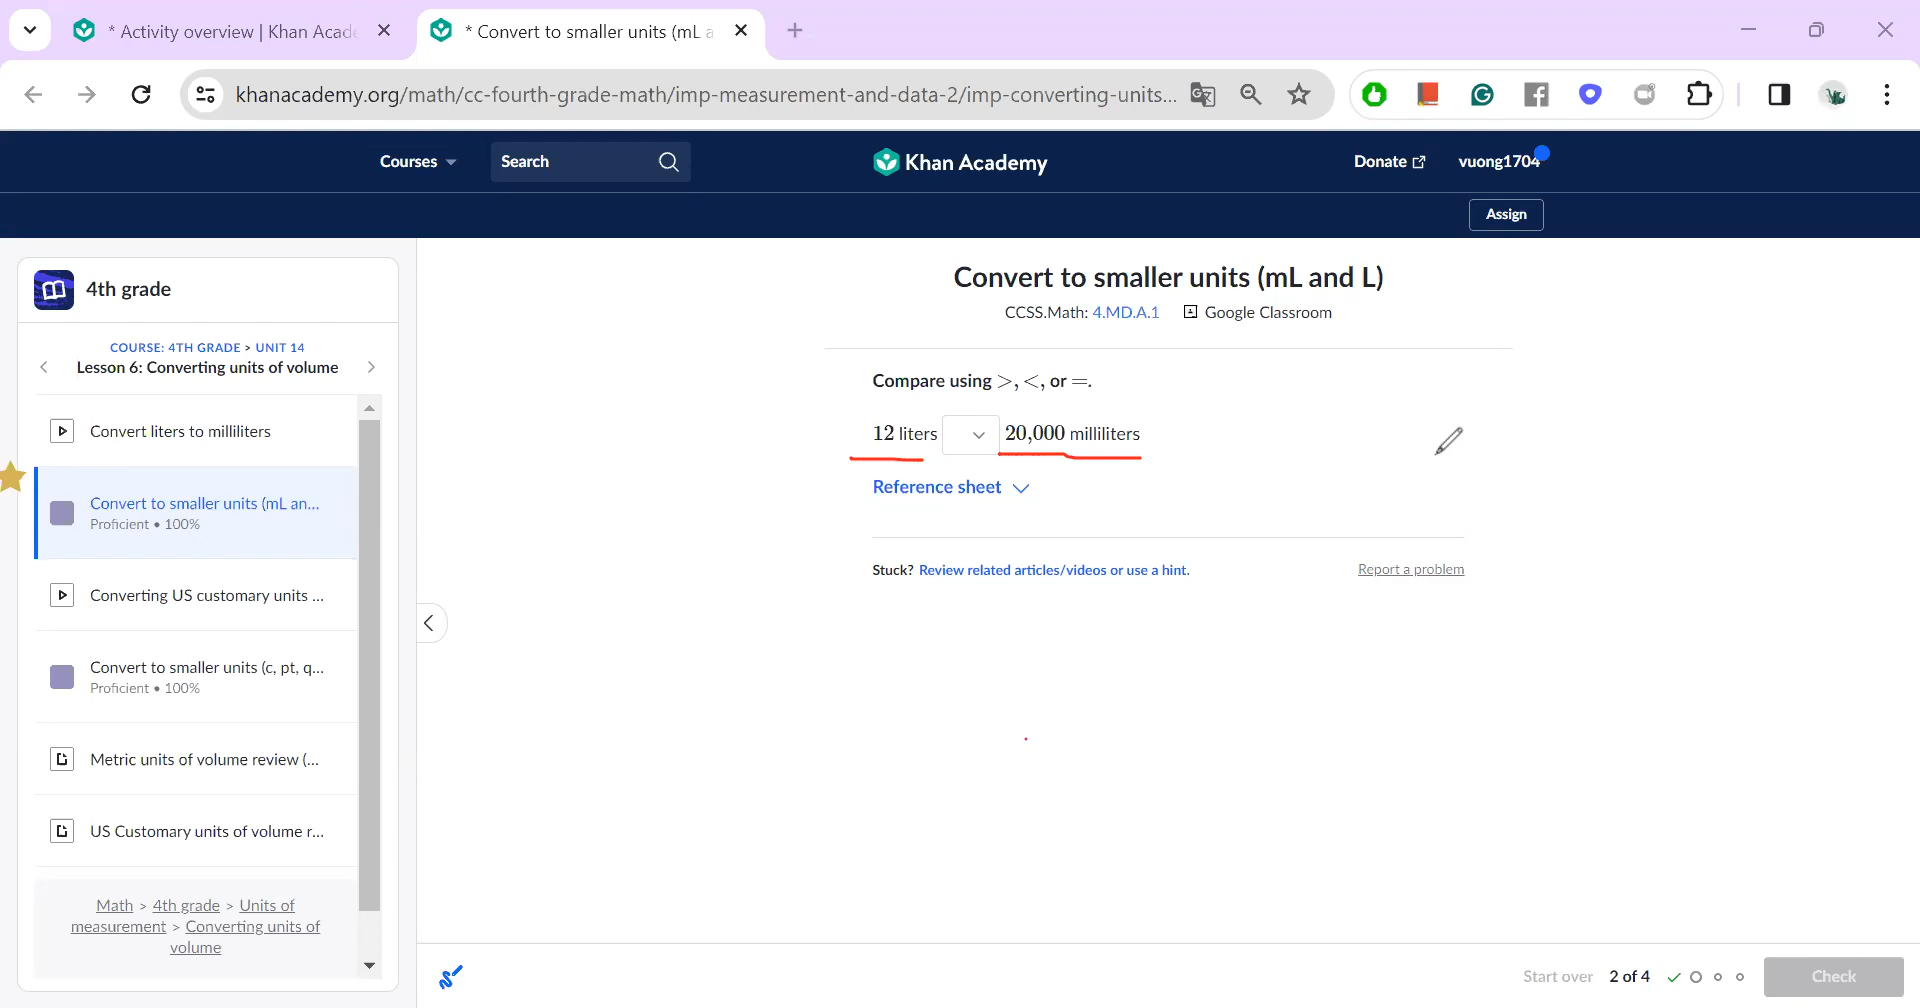 * Activity overview | Khan Acade
* Convert to smaller units (mL a
khanacademy.org/math/cc-fourth-grade-math/imp-measurement-and-data-2/imp-converting-units...
Courses
Search
Khan Academy
Donate
vuong1704
Assign
4th grade
COURSE: 4TH GRADE > UNIT 14
Lesson 6: Converting units of volume
Convert liters to milliliters
Convert to smaller units (mL an...
Proficient • 100%
Converting US customary units ...
Convert to smaller units (c, pt, q...
Proficient • 100%
Metric units of volume review (...
US Customary units of volume r...
Math > 4th grade > Units of
measurement > Converting units of
volume
Convert to smaller units (mL and L)
CCSS.Math: 4.MD.A.1 Google Classroom
Compare using >, <, or =.
12 liters 20,000 milliliters
Reference sheet
Stuck? Review related articles/videos or use a hint.
Report a problem
Start over 2 of 4
Check